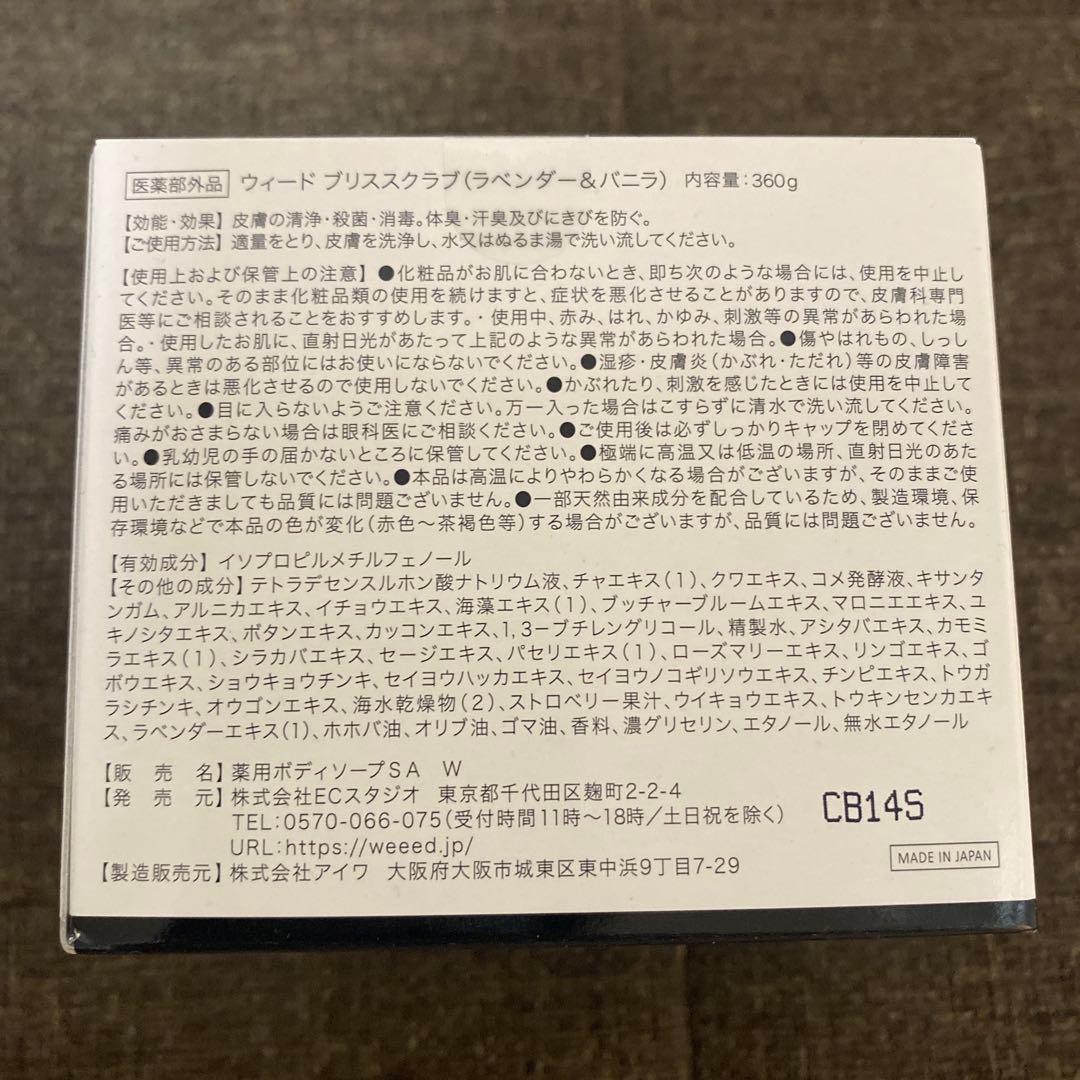 医薬部外品 ウィード ブリススクラブ(ラベンダー&バニラ) 内容量:360g
【効能・効果】皮膚の清浄・殺菌・消毒。体臭・汗臭及びにきびを防ぐ。
【ご使用方法】適量をとり、皮膚を洗浄し、水又はぬるま湯で洗い流してください。
【使用上および保管上の注意】●化粧品がお肌に合わないとき、即ち次のような場合には、使用を中止し
てください。そのまま化粧品類の使用を続けますと、症状を悪化させることがありますので、皮膚科専門
医等にご相談されることをおすすめします。・使用中、赤み、はれ、かゆみ、刺激等の異常があらわれた場
合。・使用したお肌に、直射日光があたって上記のような異常があらわれた場合。●傷やはれもの、しっし
ん等、異常のある部位にはお使いにならないでください。●湿疹・皮膚炎(かぶれ・ただれ)等の皮膚障害
があるときは悪化させるので使用しないでください。●かぶれたり、刺激を感じたときには使用を中止して
ください。●目に入らないようご注意ください。万一入った場合はこすらずに清水で洗い流してください。
痛みがおさまらない場合は眼科医にご相談ください。●ご使用後は必ずしっかりキャップを閉めてくださ
い。●乳幼児の手の届かないところに保管してください。●極端に高温又は低温の場所、直射日光のあた
る場所には保管しないでください。●本品は高温によりやわらかくなる場合がございますが、そのままご使
用いただきましても品質には問題ございません。●一部天然由来成分を配合しているため、製造環境、保
存環境などで本品の色が変化(赤色〜茶褐色等)する場合がございますが、品質には問題ございません。
【有効成分】イソプロピルメチルフェノール
【その他の成分】テトラデセンスルホン酸ナトリウム液、チャエキス(1)、クワエキス、コメ発酵液、キサンタ
ンガム、アルニカエキス、イチョウエキス、海藻エキス(1)、ブッチャーブルームエキス、マロニエエキス、ユ
キノシタエキス、ボタンエキス、カッコンエキス、1,3-ブチレングリコール、精製水、アシタバエキス、カモミ
ラエキス(1)、シラカバエキス、セージエキス、パセリエキス(1)、ローズマリーエキス、リンゴエキス、ゴ
ボウエキス、ショウキョウチンキ、セイヨウハッカエキス、セイヨウノコギリソウエキス、チンピエキス、トウガ
ラシチンキ、オウゴンエキス、海水乾燥物(2)、ストロベリー果汁、ウイキョウエキス、トウキンセンカエキ
ス、ラベンダーエキス(1)、ホホバ油、オリブ油、ゴマ油、香料、濃グリセリン、エタノール、無水エタノール
【販 売 名】薬用ボディソープSA W
【発 売 元】株式会社ECスタジオ 東京都千代田区麹町2-2-4
TEL:0570-066-075(受付時間11時〜18時/土日祝を除く)
URL:https://weeed.jp/
【製造販売元】株式会社アイワ 大阪府大阪市城東区東中浜9丁目7-29
CB14S
MADE IN JAPAN